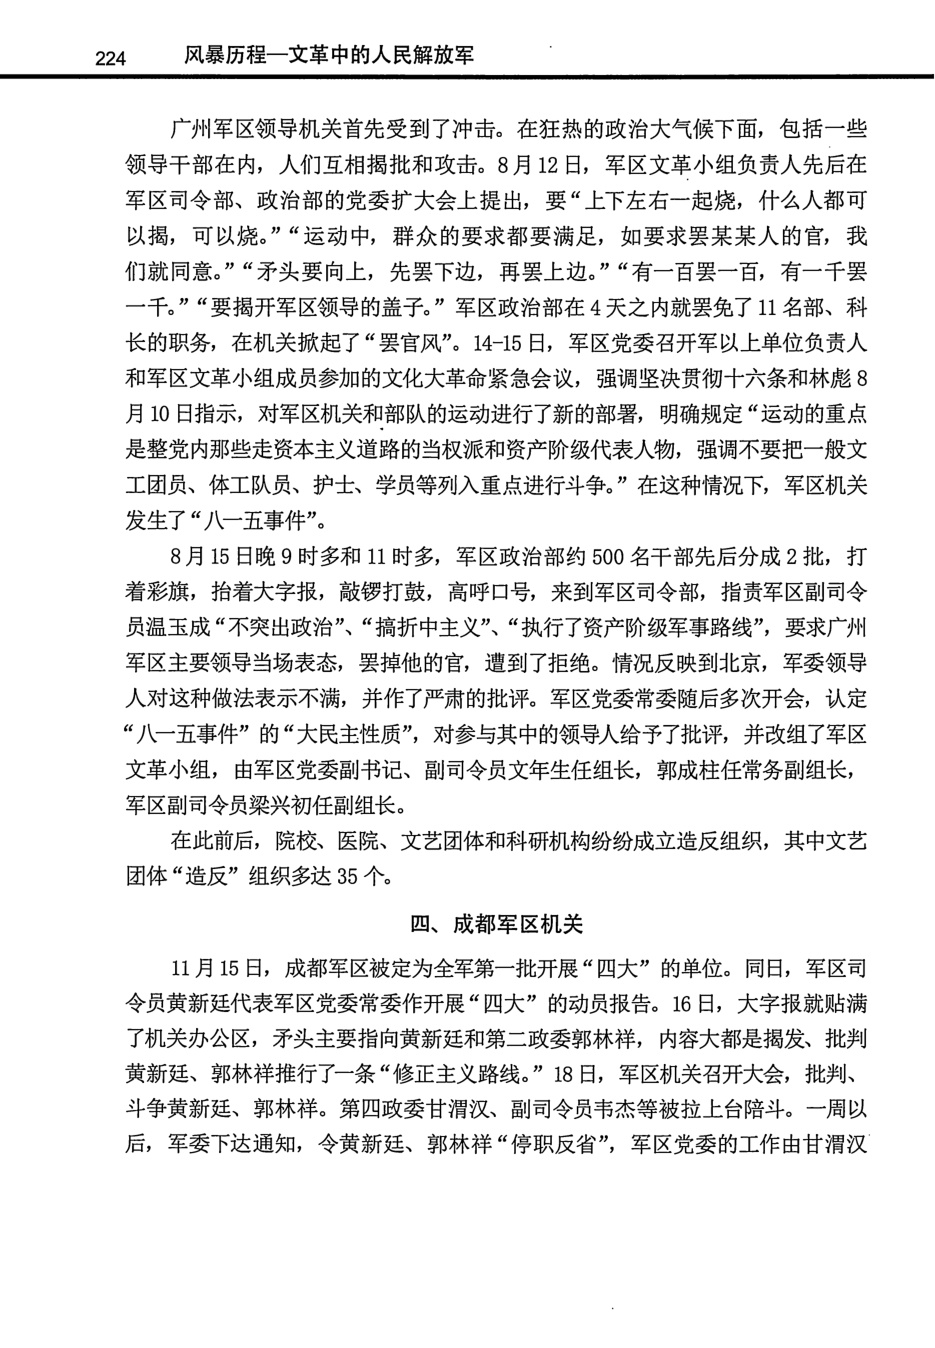 224 风暴历程—文革中的人民解放军
广州军区领导机关首先受到了冲击。在狂热的政治大气候下面，包括一些
领导干部在内，人们互相揭批和攻击。8月12日，军区文革小组负责人先后在
军区司令部、政治部的党委扩大会上提出，要“上下左右一起烧，什么人都可
以揭，可以烧。”“运动中，群众的要求都要满足，如要求罢某某人的官，我
们就同意。”“矛头要向上，先罢下边，再罢上边。”“有一百罢一百，有一千罢
一千。”“要揭开军区领导的盖子。”军区政治部在4天之内就罢免了11名部、科
长的职务，在机关掀起了“罢官风”。14-15日，军区党委召开军以上单位负责人
和军区文革小组成员参加的文化大革命紧急会议，强调坚决贯彻十六条和林彪8
月10日指示，对军区机关和部队的运动进行了新的部署，明确规定“运动的重点
是整党内那些走资本主义道路的当权派和资产阶级代表人物，强调不要把一般文
工团员、体工队员、护士、学员等列入重点进行斗争。”在这种情况下，军区机关
发生了“八一五事件”。
8月15日晚9时多和11时多，军区政治部约500名干部先后分成2批，打
着彩旗，抬着大字报，敲锣打鼓，高呼口号，来到军区司令部，指责军区副司令
员温玉成“不突出政治”、“搞折中主义”、“执行了资产阶级军事路线”，要求广州
军区主要领导当场表态，罢掉他的官，遭到了拒绝。情况反映到北京，军委领导
人对这种做法表示不满，并作了严肃的批评。军区党委常委随后多次开会，认定
“八一五事件”的“大民主性质”，对参与其中的领导人给予了批评，并改组了军区
文革小组，由军区党委副书记、副司令员文年生任组长，郭成柱任常务副组长，
军区副司令员梁兴初任副组长。
在此前后，院校、医院、文艺团体和科研机构纷纷成立造反组织，其中文艺
团体“造反”组织多达35个。
四、成都军区机关
11月15日，成都军区被定为全军第一批开展“四大”的单位。同日，军区司
令员黄新廷代表军区党委常委作开展“四大”的动员报告。16日，大字报就贴满
了机关办公区，矛头主要指向黄新廷和第二政委郭林祥，内容大都是揭发、批判
黄新廷、郭林祥推行了一条“修正主义路线。”18日，军区机关召开大会，批判、
斗争黄新廷、郭林祥。第四政委甘渭汉、副司令员韦杰等被拉上台陪斗。一周以
后，军委下达通知，令黄新廷、郭林祥“停职反省”，军区党委的工作由甘渭汉